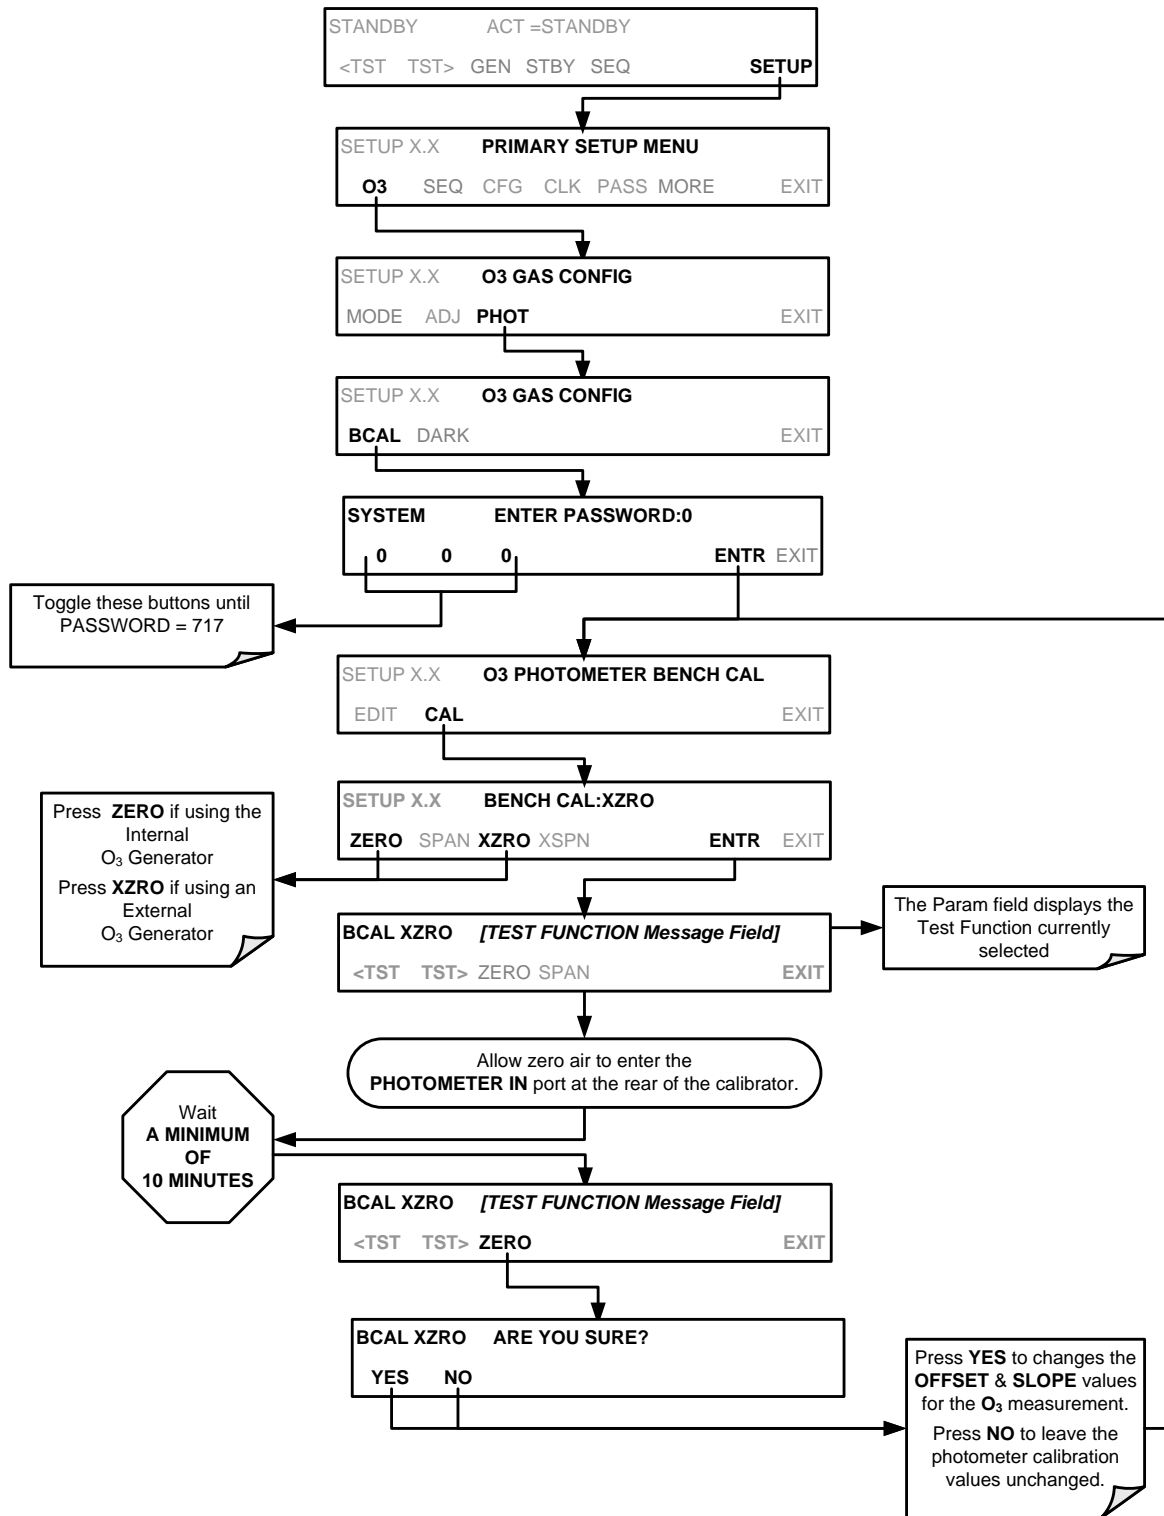 STANDBY ACT =STANDBY
<TST TST> GEN STBY SEQ SETUP
SETUP X.X PRIMARY SETUP MENU
O3 SEQ CFG CLK PASS MORE EXIT
SETUP X.X O3 GAS CONFIG
MODE ADJ PHOT EXIT
SETUP X.X O3 GAS CONFIG
BCAL DARK EXIT
SYSTEM ENTER PASSWORD:0
0 0 0 ENTR EXIT
Toggle these buttons until
PASSWORD = 717
SETUP X.X O3 PHOTOMETER BENCH CAL
EDIT CAL EXIT
SETUP X.X BENCH CAL:XZRO
ZERO SPAN XZRO XSPN ENTR EXIT
Press ZERO if using the
Internal
O3 Generator
Press XZRO if using an
External
O3 Generator
BCAL XZRO [TEST FUNCTION Message Field]
<TST TST> ZERO SPAN EXIT
The Param field displays the
Test Function currently
selected
Allow zero air to enter the
PHOTOMETER IN port at the rear of the calibrator.
Wait
A MINIMUM
OF
10 MINUTES
BCAL XZRO [TEST FUNCTION Message Field]
<TST TST> ZERO EXIT
BCAL XZRO ARE YOU SURE?
YES NO
Press YES to changes the
OFFSET & SLOPE values
for the O3 measurement.
Press NO to leave the
photometer calibration
values unchanged.